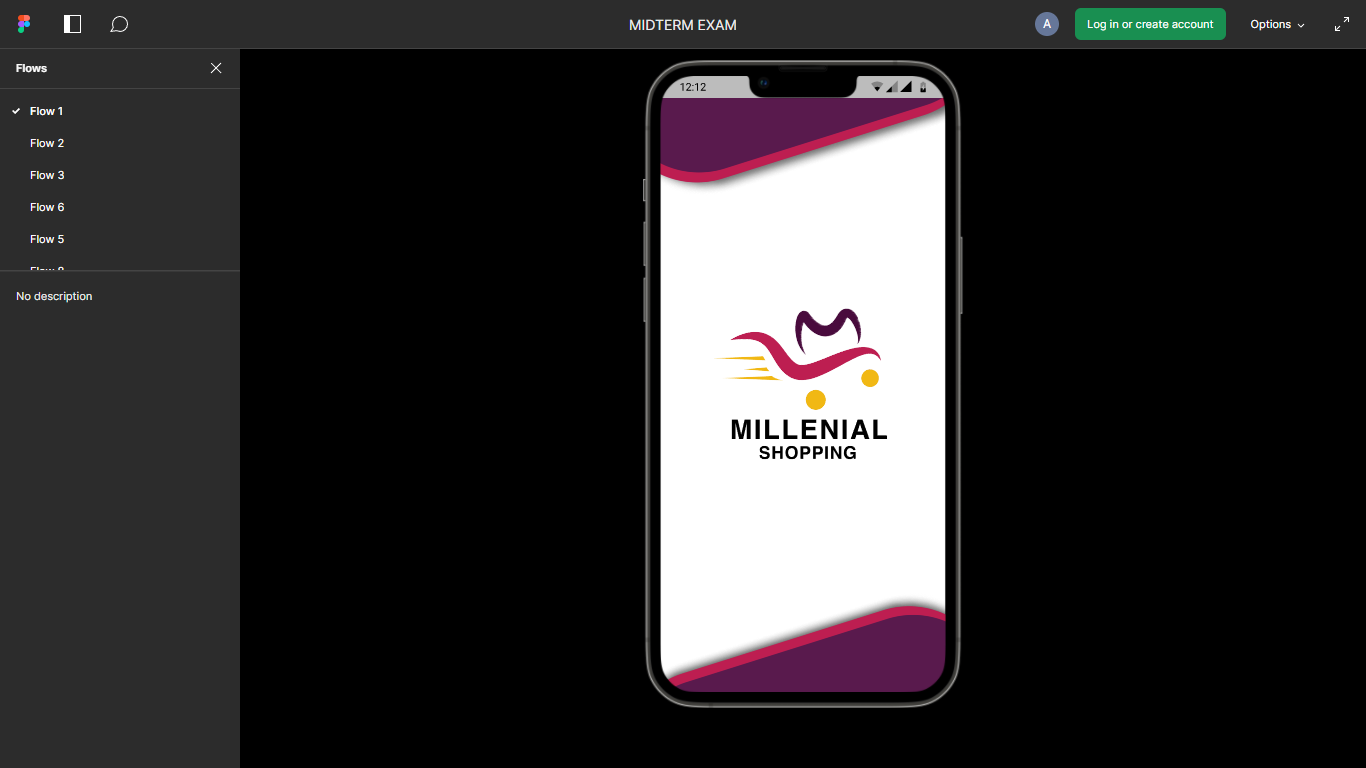 MIDTERM EXAM
A
Log in or create account
Options
Flows
Flow 1
Flow 2
Flow 3
Flow 6
Flow 5
No description
12:12
MILLENIAL
SHOPPING